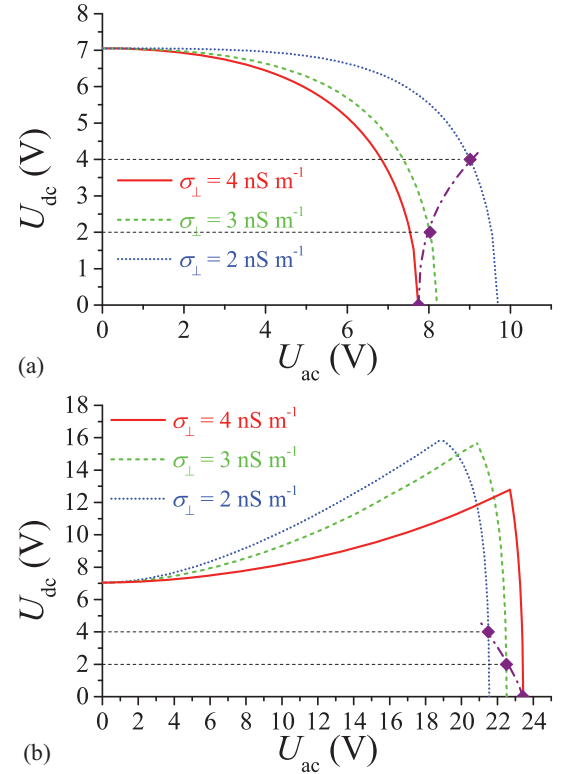 8
7
6
5
4
3
2
1
0
U_dc (V)
σ⊥ = 4 nS m⁻¹
σ⊥ = 3 nS m⁻¹
σ⊥ = 2 nS m⁻¹
0 2 4 6 8 10
U_ac (V)
(a)
18
16
14
12
10
8
6
4
2
0
U_dc (V)
σ⊥ = 4 nS m⁻¹
σ⊥ = 3 nS m⁻¹
σ⊥ = 2 nS m⁻¹
0 2 4 6 8 10 12 14 16 18 20 22 24
U_ac (V)
(b)